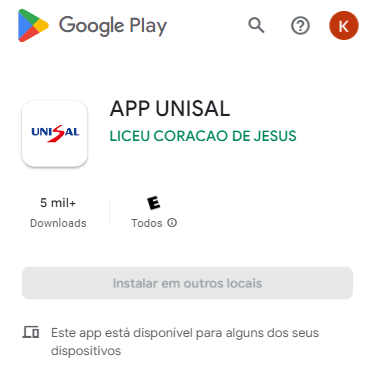 Google Play
K
APP UNISAL
UNISAL
LICEU CORACAO DE JESUS
5 mil+
E
Downloads
Todos
Instalar em outros locais
Este app está disponível para alguns dos seus
dispositivos